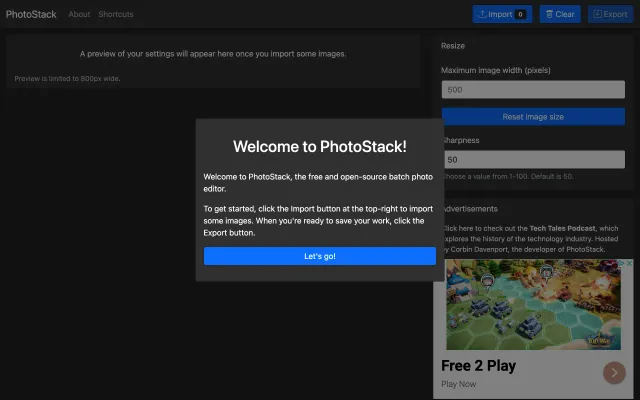 PhotoStack About Shortcuts
Import 0 Clear Export
A preview of your settings will appear here once you import some images.
Preview is limited to 800px wide.
Resize
Maximum image width (pixels)
500
Reset image size
Sharpness
50
Choose a value from 1-100. Default is 50.
Welcome to PhotoStack!
Welcome to PhotoStack, the free and open-source batch photo
editor.
To get started, click the Import button at the top-right to import
some images. When you're ready to save your work, click the
Export button.
Let's go!
Advertisements
Click here to check out the Tech Tales Podcast, which
explores the history of the technology industry. Hosted
by Corbin Davenport, the developer of PhotoStack.
Free 2 Play
Play Now